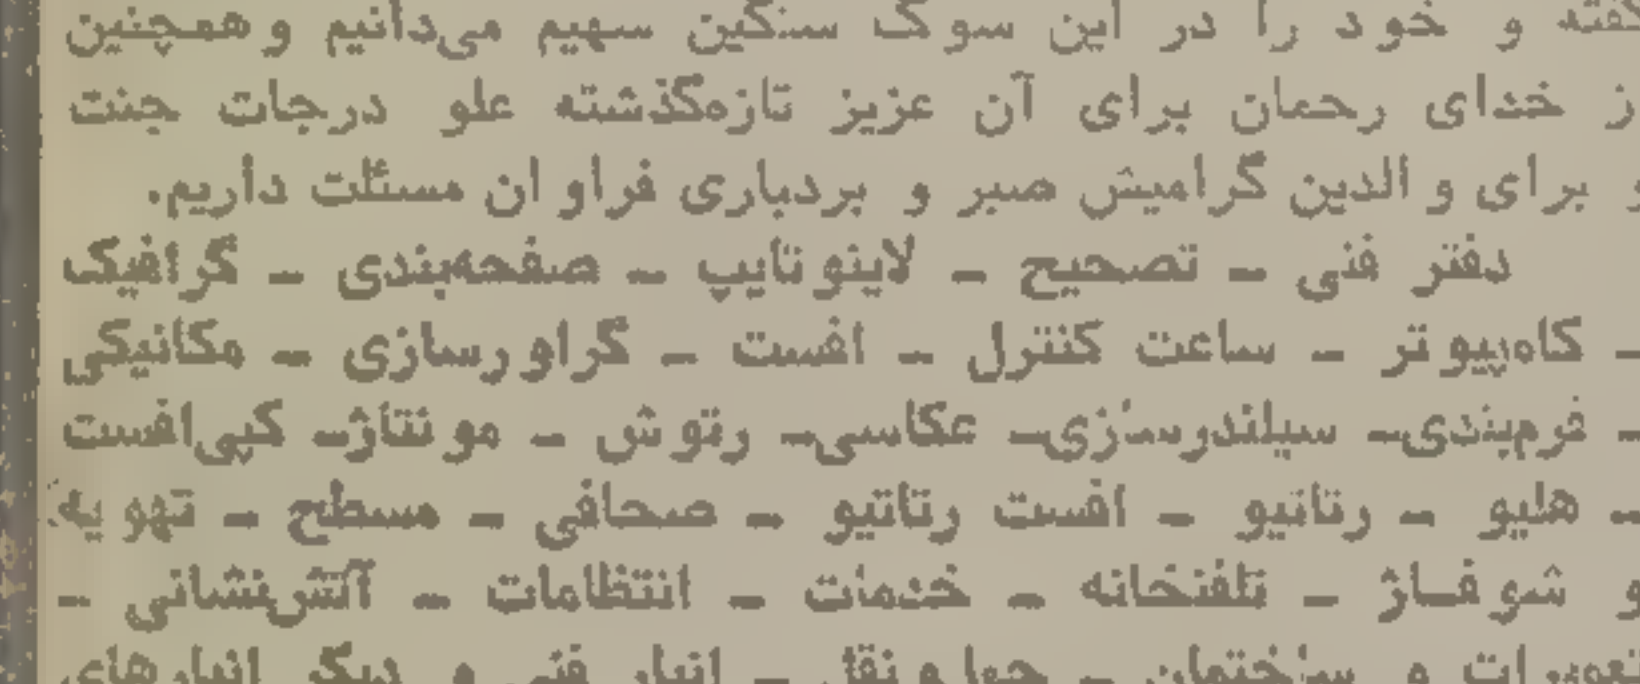 گفته و خود را در این سوک سنگین سهیم می‌دانیم و همچنین
از خدای رحمان برای آن عزیز تازه‌گذشته علو درجات جنت
و برای والدین گرامیش صبر و بردباری فراوان مسئلت داریم.
دفتر فنی ـ تصحیح ـ لاینوتایپ ـ صفحه‌بندی ـ گرافیک
ـ کامپیوتر ـ ساعت کنترل ـ افست ـ گراورسازی ـ مکانیکی
ـ فرم‌بندی ـ سیلندرسازی ـ عکاسی ـ رتوش ـ مونتاژ ـ کپی‌افست
ـ هلیو ـ رتاتیو ـ افست رتاتیو ـ صحافی ـ مسطح ـ تهویه
و شوفاژ ـ تلفنخانه ـ خدمات ـ انتظامات ـ آتش‌نشانی ـ
تعمیرات و ساختمان ـ حمل و نقل ـ انبار فنی و دیگر انبارهای